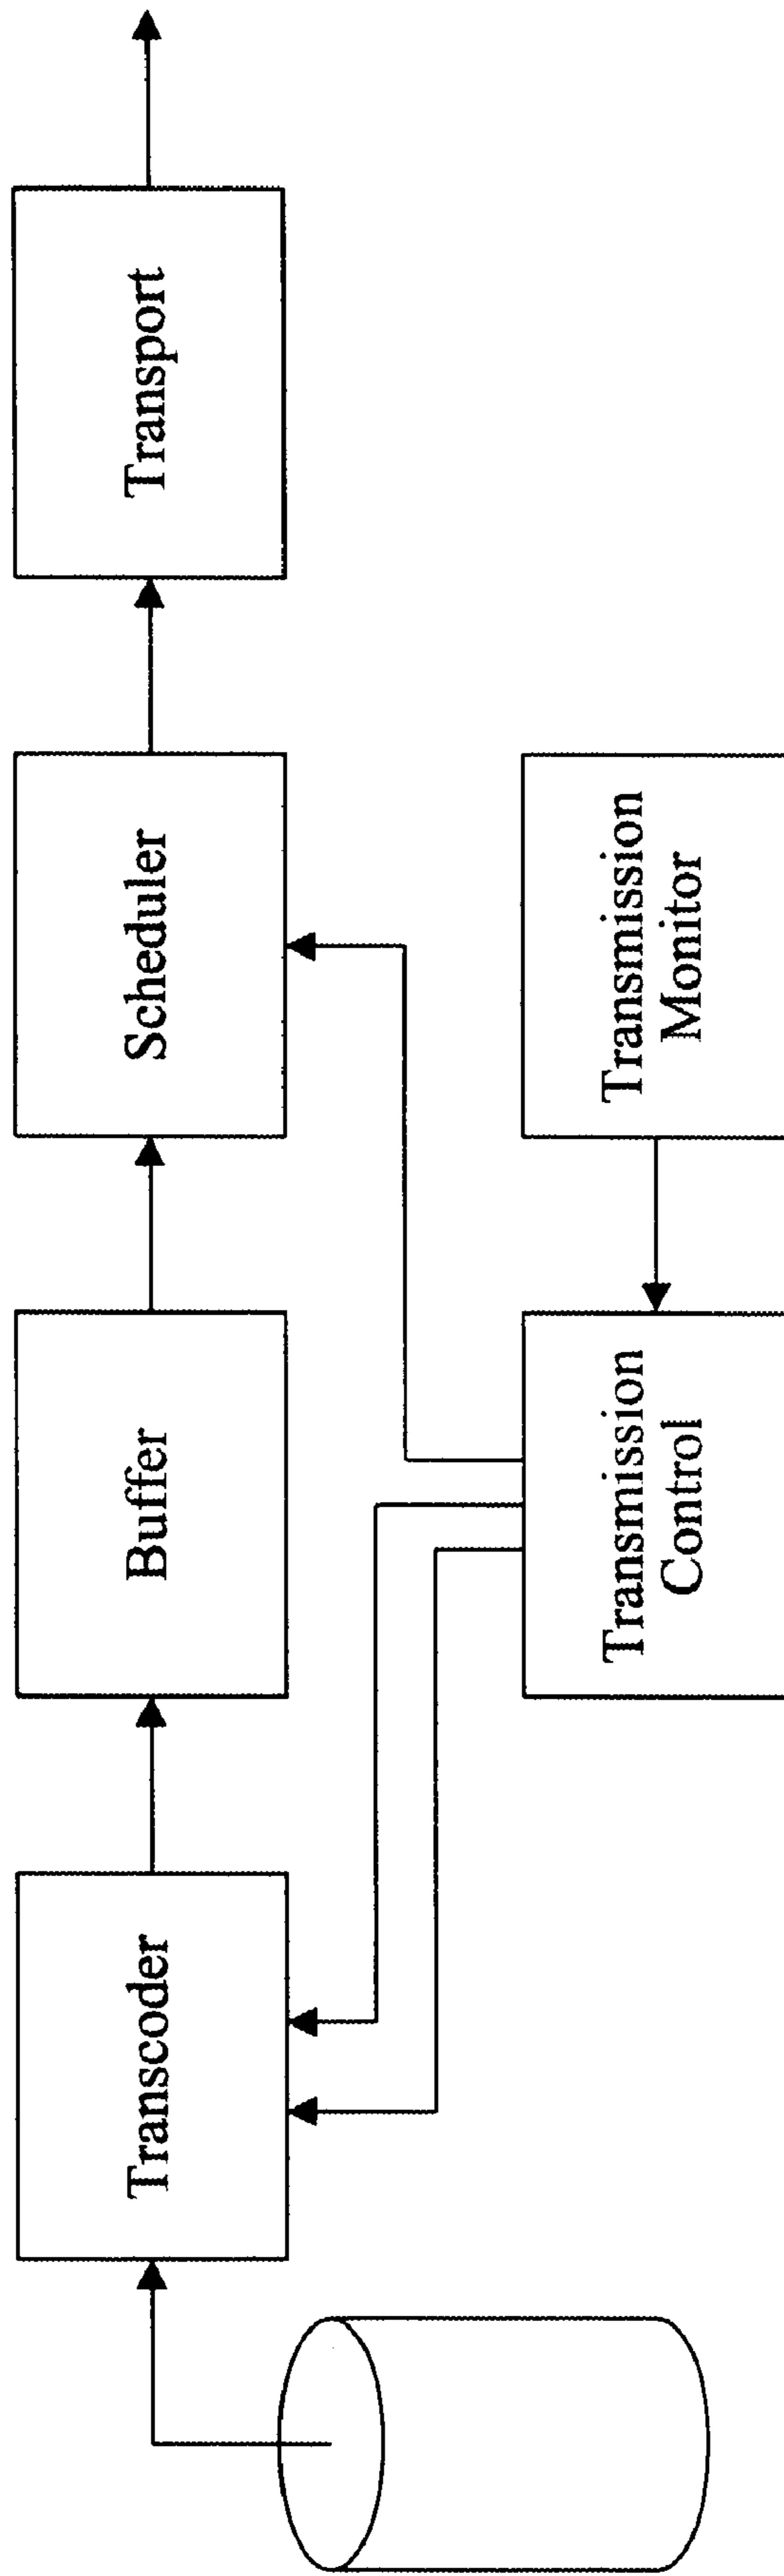 Transcoder
Buffer
Scheduler
Transport
Transmission
Control
Transmission
Monitor